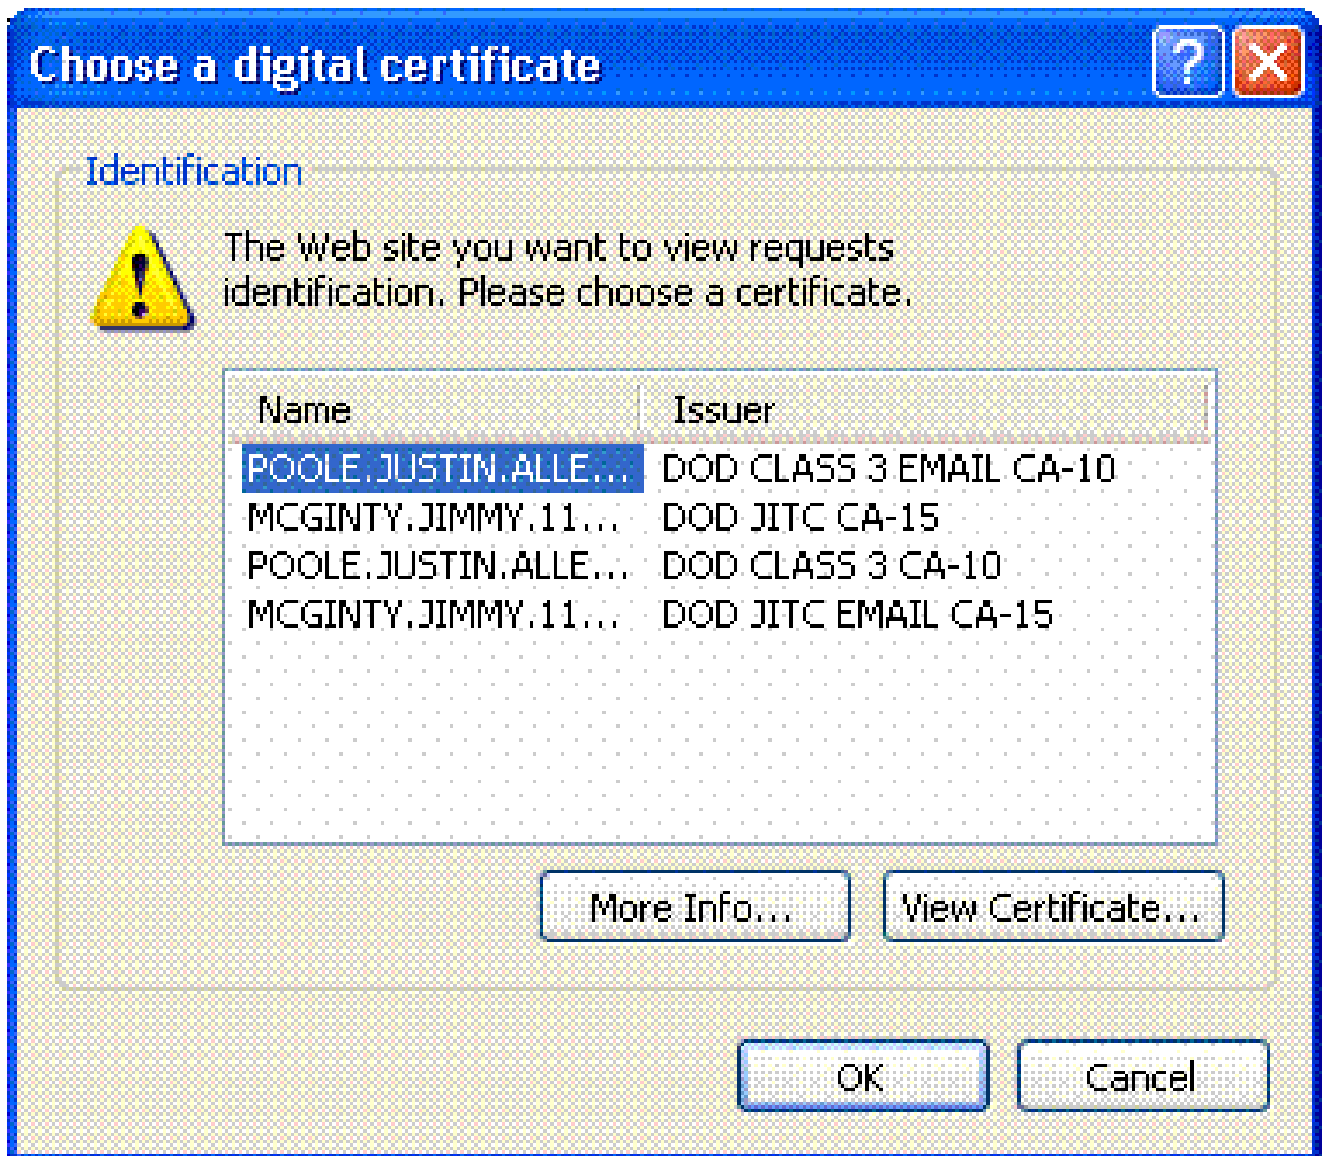 Choose a digital certificate
Identification
The Web site you want to view requests
identification. Please choose a certificate.
Name Issuer
POOLE.JUSTIN.ALLE... DOD CLASS 3 EMAIL CA-10
MCGINTY.JIMMY.11... DOD JITC CA-15
POOLE.JUSTIN.ALLE... DOD CLASS 3 CA-10
MCGINTY.JIMMY.11... DOD JITC EMAIL CA-15
More Info... View Certificate...
OK Cancel